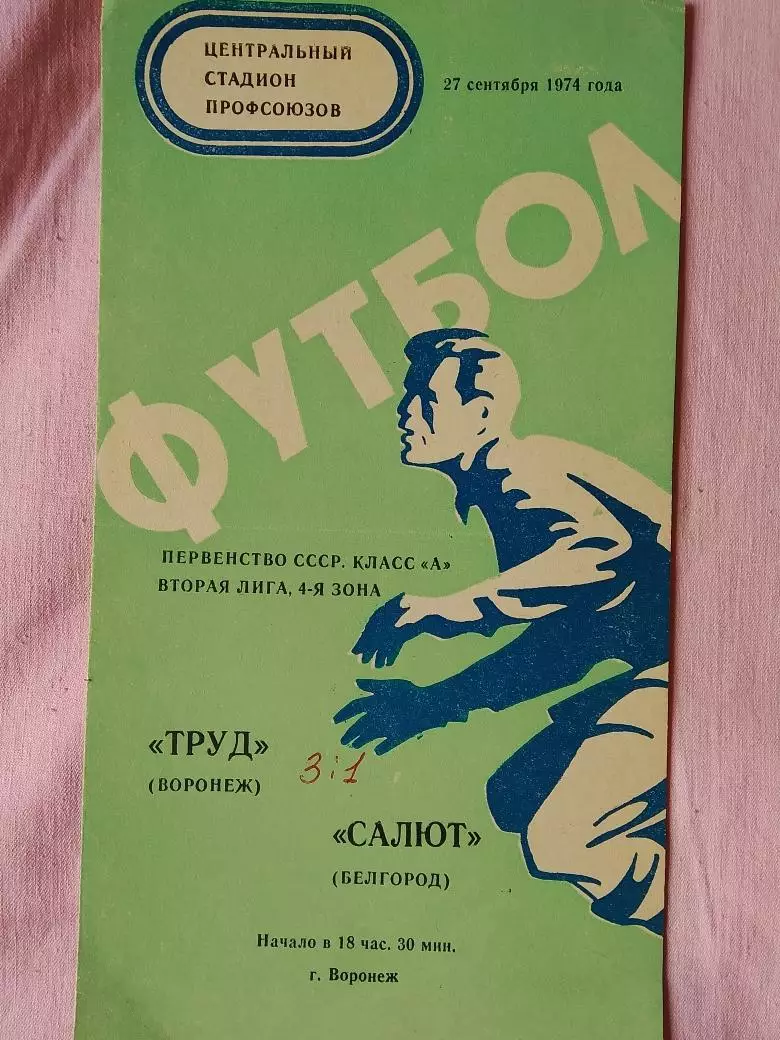 ЦЕНТРАЛЬНЫЙ
СТАДИОН
ПРОФСОЮЗОВ
27 сентября 1974 года
ФУТБОЛ
ПЕРВЕНСТВО СССР. КЛАСС «А»
ВТОРАЯ ЛИГА, 4-Я ЗОНА
«ТРУД»
(ВОРОНЕЖ)
3:1
«САЛЮТ»
(БЕЛГОРОД)
Начало в 18 час. 30 мин.
г. Воронеж